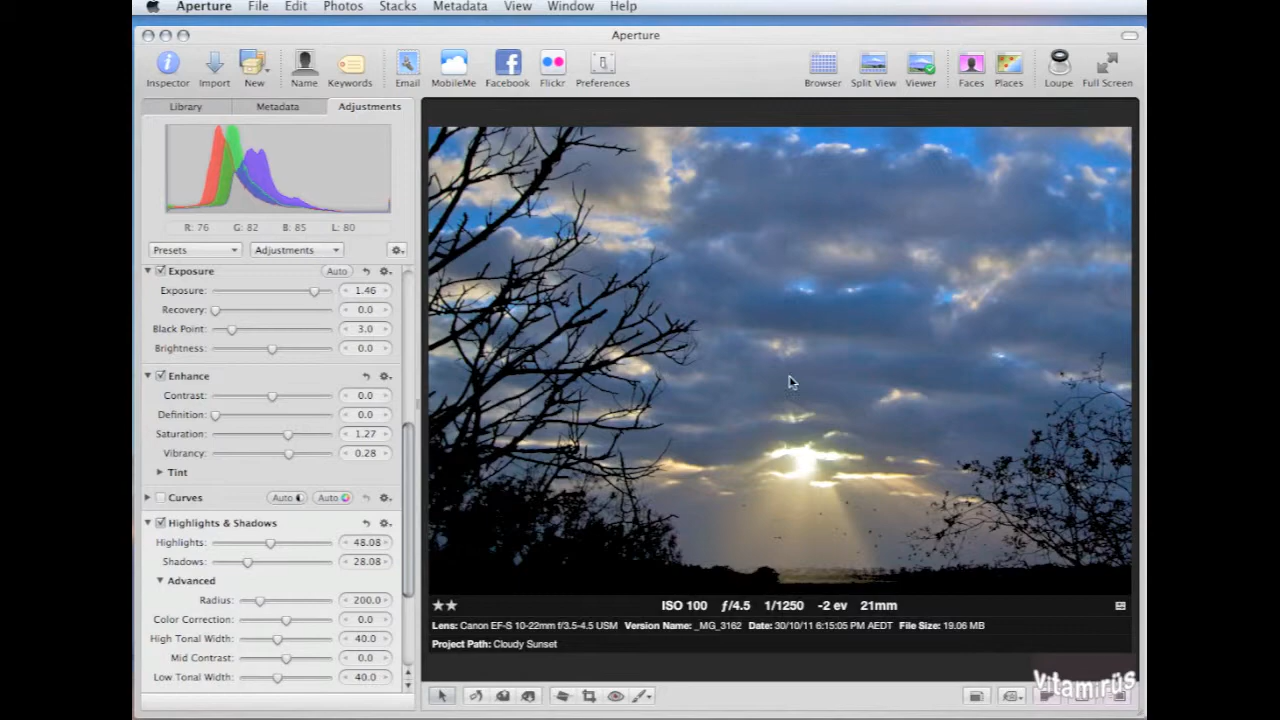 Aperture File Edit Photos Stacks Metadata View Window Help
Aperture
Inspector Import New Name Keywords Email MobileMe Facebook Flickr Preferences Browser Split View Viewer Faces Places Loupe Full Screen
Library Metadata Adjustments
R: 76 G: 82 B: 85 L: 80
Presets Adjustments
Exposure Auto
Exposure: 1.46
Recovery: 0.0
Black Point: 3.0
Brightness: 0.0
Enhance
Contrast: 0.0
Definition: 0.0
Saturation: 1.27
Vibrancy: 0.28
Tint
Curves Auto Auto
Highlights & Shadows
Highlights: 48.08
Shadows: 28.08
Advanced
Radius: 200.0
Color Correction: 0.0
High Tonal Width: 40.0
Mid Contrast: 0.0
Low Tonal Width: 40.0
ISO 100 ƒ/4.5 1/1250 -2 ev 21mm
Lens: Canon EF-S 10-22mm f/3.5-4.5 USM Version Name: _MG_3162 Date: 30/10/11 6:15:05 PM AEDT File Size: 19.06 MB
Project Path: Cloudy Sunset
vitamirüs